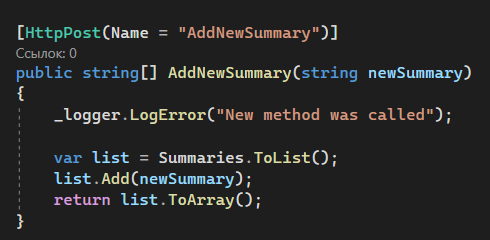 [HttpPost(Name = "AddNewSummary")]
Ссылок: 0
public string[] AddNewSummary(string newSummary)
{
    _logger.LogError("New method was called");

    var list = Summaries.ToList();
    list.Add(newSummary);
    return list.ToArray();
}